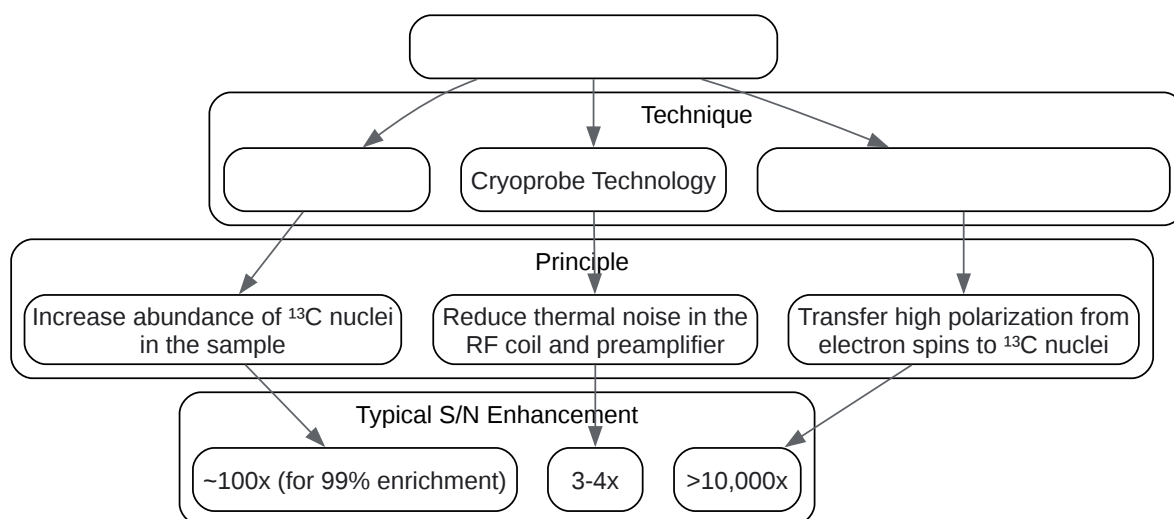 Technique
Cryoprobe Technology
Principle
Increase abundance of ¹³C nuclei
in the sample
Reduce thermal noise in the
RF coil and preamplifier
Transfer high polarization from
electron spins to ¹³C nuclei
Typical S/N Enhancement
~100x (for 99% enrichment)
3-4x
>10,000x